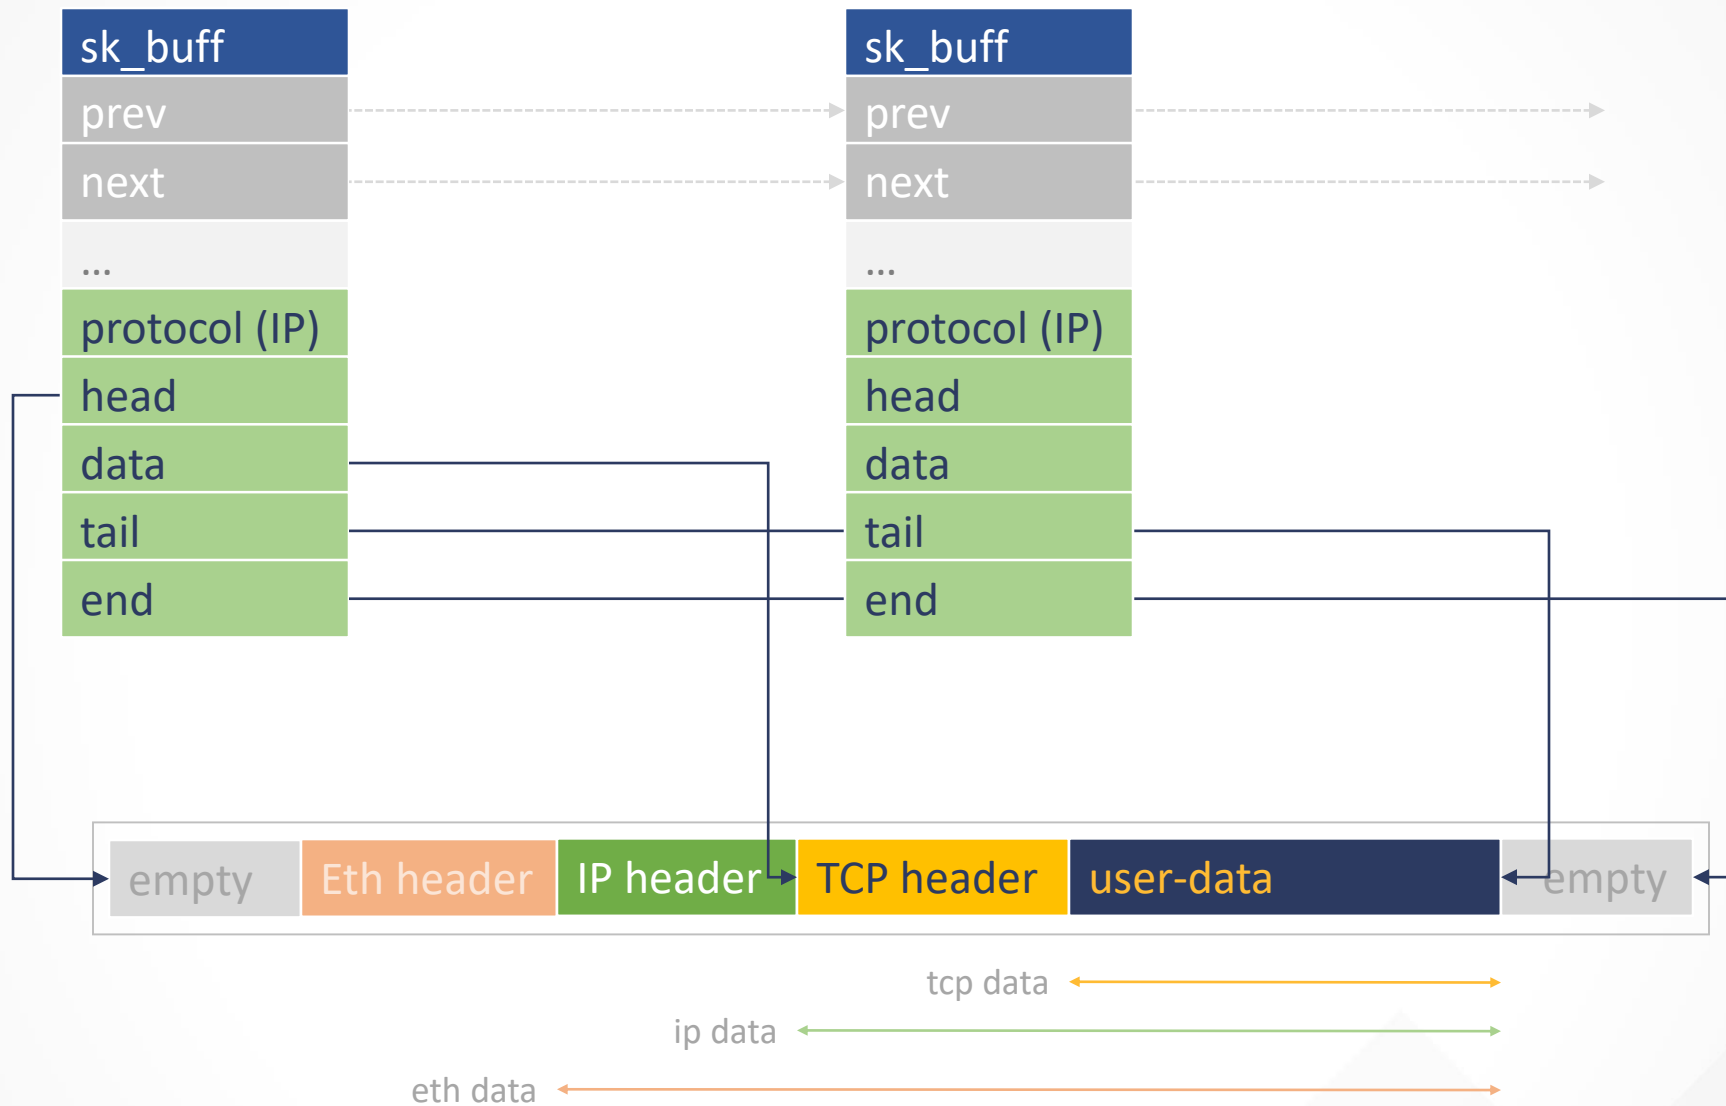 sk_buff
prev
next
...
protocol (IP)
head
data
tail
end
sk_buff
prev
next
...
protocol (IP)
head
data
tail
end
empty
Eth header
IP header
TCP header
user-data
empty
tcp data
ip data
eth data